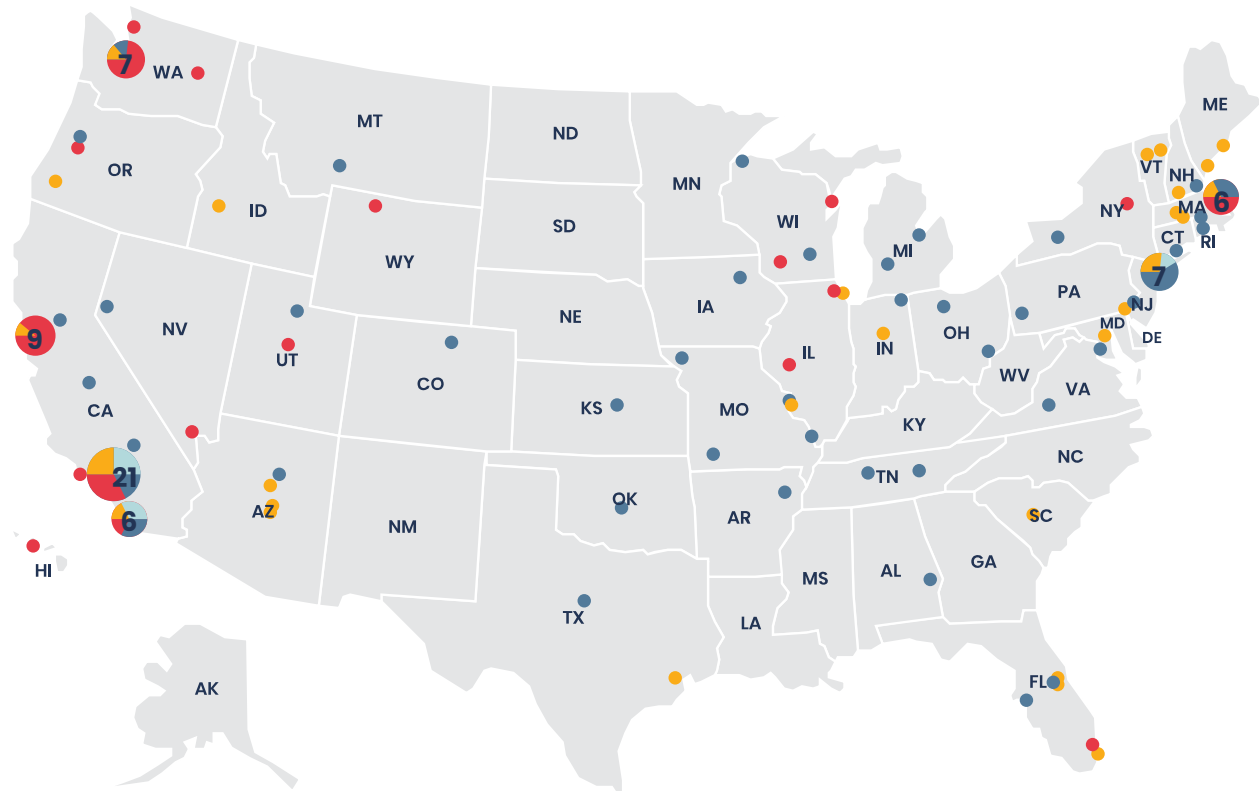 7
WA
MT
ND
MN
ME
OR
ID
SD
WI
MI
NY
VT
NH
MA
6
CT
RI
WY
IA
PA
7
NJ
NE
MD
DE
9
NV
UT
CO
IL
IN
OH
WV
VA
CA
KS
MO
KY
NC
21
6
AZ
NM
OK
AR
TN
SC
HI
MS
AL
GA
TX
LA
AK
FL